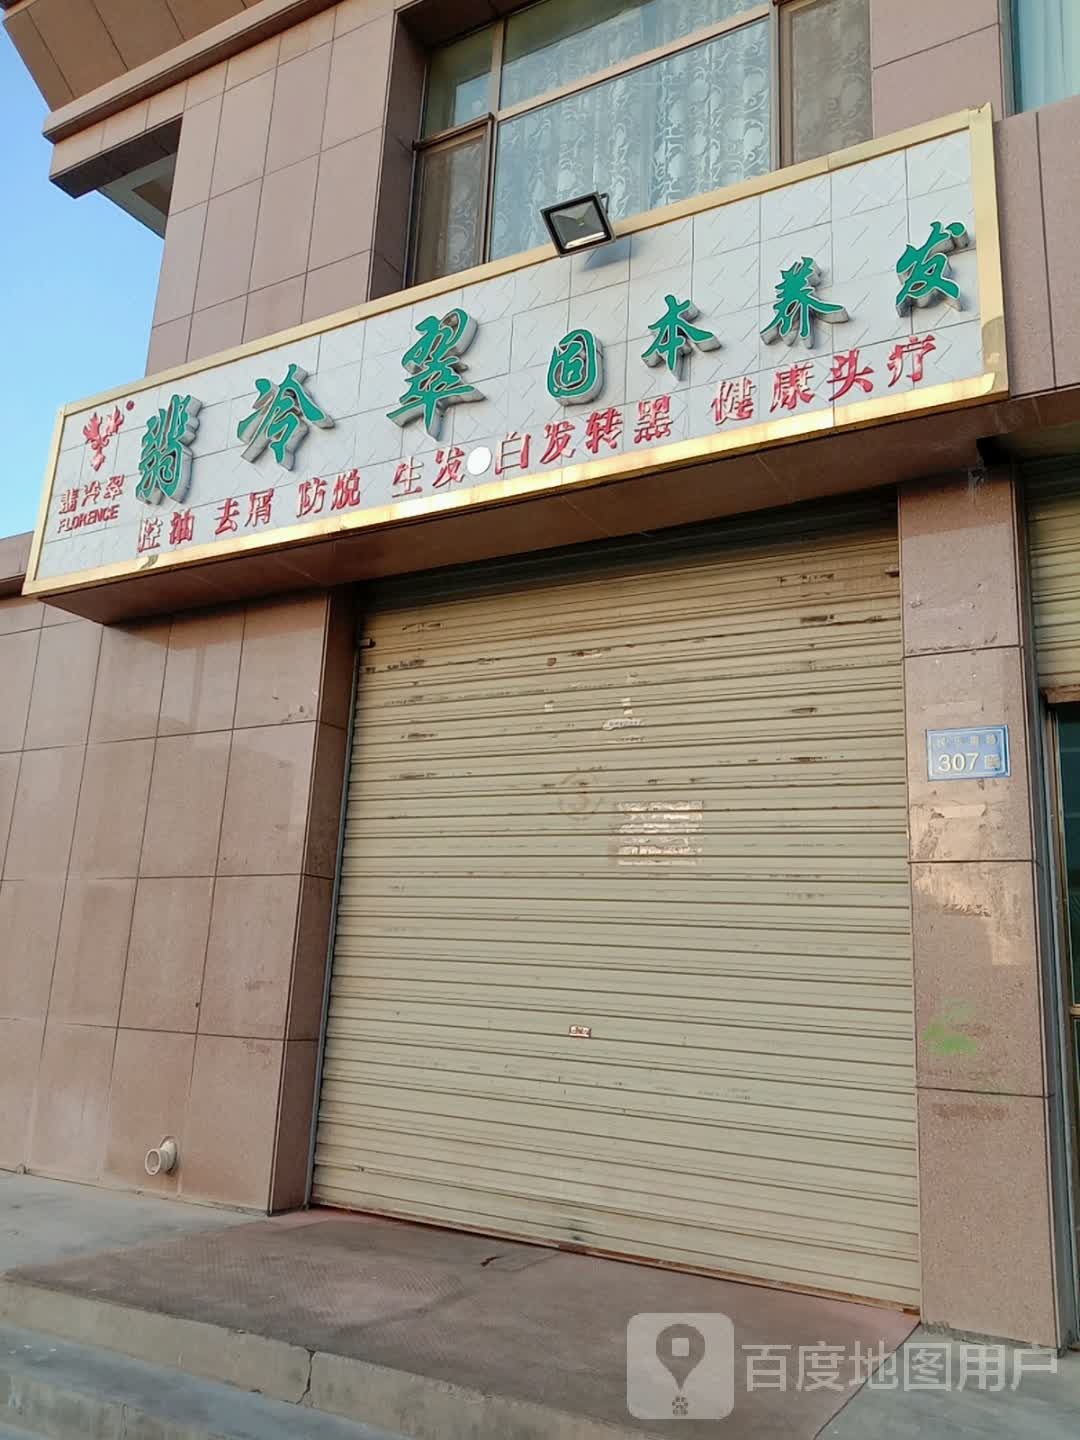 翡冷翠 固本养发
翡冷翠
FLORENCE
控油 去屑 防脱 生发 白发转黑 健康头疗
307
百度地图用户